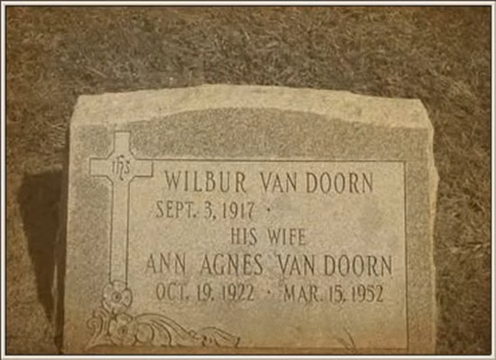 IHS
WILBUR VAN DOORN
SEPT. 3, 1917 ·
HIS WIFE
ANN AGNES VAN DOORN
OCT. 19, 1922 · MAR. 15, 1952